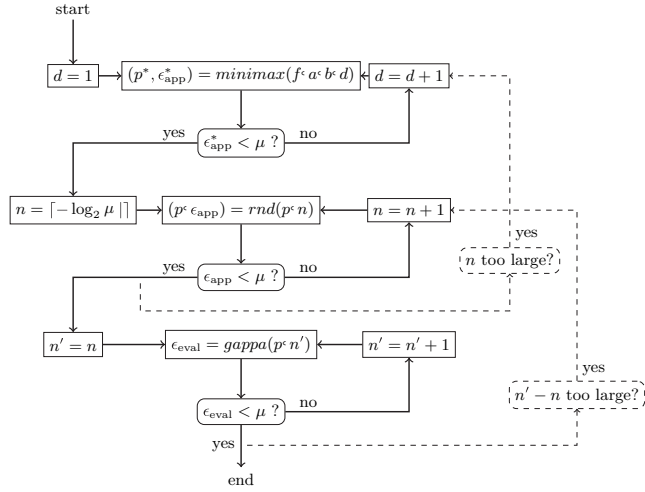 start
d = 1
(p*, ϵ*app) = minimax(f‘ a‘ b‘ d)
d = d + 1
ϵ*app < μ ?
yes
no
n = ⌈− log2 μ |⌉
(p‘ ϵapp) = rnd(p‘ n)
n = n + 1
yes
n too large?
ϵapp < μ ?
yes
no
n′ = n
ϵeval = gappa(p‘ n′)
n′ = n′ + 1
yes
n′ − n too large?
ϵeval < μ ?
no
yes
end